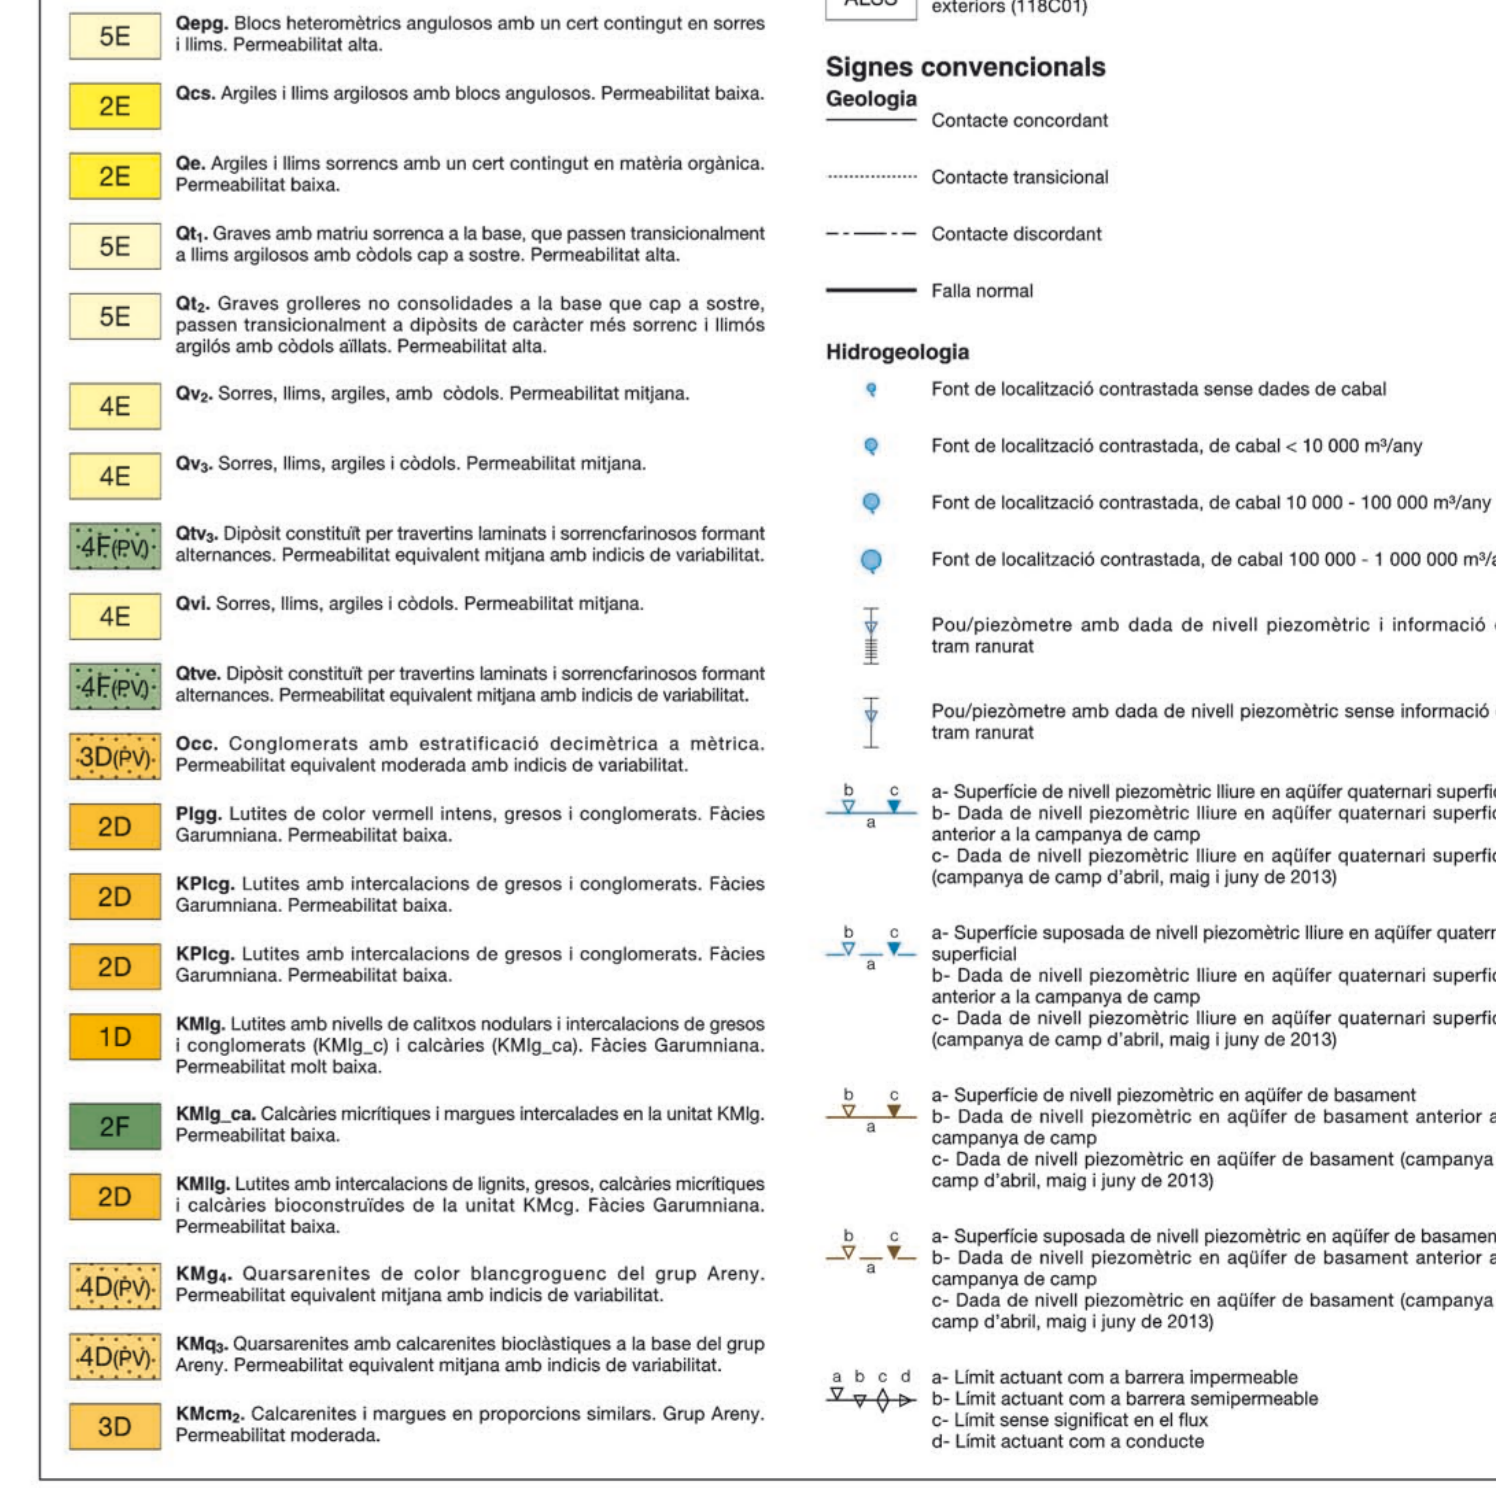 5E
Qepg. Blocs heteromètrics angulosos amb un cert contingut en sorres
i llims. Permeabilitat alta.
2E
Qcs. Argiles i llims argilosos amb blocs angulosos. Permeabilitat baixa.
2E
Qe. Argiles i llims sorrencs amb un cert contingut en matèria orgànica.
Permeabilitat baixa.
5E
Qt₁. Graves amb matriu sorrenca a la base, que passen transicionalment
a llims argilosos amb còdols cap a sostre. Permeabilitat alta.
5E
Qt₂. Graves grolleres no consolidades a la base que cap a sostre,
passen transicionalment a dipòsits de caràcter més sorrenc i llimós
argilós amb còdols aïllats. Permeabilitat alta.
4E
Qv₂. Sorres, llims, argiles, amb còdols. Permeabilitat mitjana.
4E
Qv₃. Sorres, llims, argiles i còdols. Permeabilitat mitjana.
4F(PV)
Qtv₃. Dipòsit constituït per travertins laminats i sorrencfarinosos formant
alternances. Permeabilitat equivalent mitjana amb indicis de variabilitat.
4E
Qvi. Sorres, llims, argiles i còdols. Permeabilitat mitjana.
4F(PV)
Qtve. Dipòsit constituït per travertins laminats i sorrencfarinosos formant
alternances. Permeabilitat equivalent mitjana amb indicis de variabilitat.
3D(PV)
Occ. Conglomerats amb estratificació decimètrica a mètrica.
Permeabilitat equivalent moderada amb indicis de variabilitat.
2D
Plgg. Lutites de color vermell intens, gresos i conglomerats. Fàcies
Garumniana. Permeabilitat baixa.
2D
KPlcg. Lutites amb intercalacions de gresos i conglomerats. Fàcies
Garumniana. Permeabilitat baixa.
2D
KPlcg. Lutites amb intercalacions de gresos i conglomerats. Fàcies
Garumniana. Permeabilitat baixa.
1D
KMlg. Lutites amb nivells de calitxos nodulars i intercalacions de gresos
i conglomerats (KMlg_c) i calcàries (KMlg_ca). Fàcies Garumniana.
Permeabilitat molt baixa.
2F
KMlg_ca. Calcàries micrítiques i margues intercalades en la unitat KMlg.
Permeabilitat baixa.
2D
KMllg. Lutites amb intercalacions de lignits, gresos, calcàries micrítiques
i calcàries bioconstruïdes de la unitat KMcg. Fàcies Garumniana.
Permeabilitat baixa.
4D(PV)
KMg₄. Quarsarenites de color blancgroguenc del grup Areny.
Permeabilitat equivalent mitjana amb indicis de variabilitat.
4D(PV)
KMq₃. Quarsarenites amb calcarenites bioclàstiques a la base del grup
Areny. Permeabilitat equivalent mitjana amb indicis de variabilitat.
3D
KMcm₂. Calcarenites i margues en proporcions similars. Grup Areny.
Permeabilitat moderada.
exteriors (118C01)
Signes convencionals
Geologia
Contacte concordant
Contacte transicional
Contacte discordant
Falla normal
Hidrogeologia
Font de localització contrastada sense dades de cabal
Font de localització contrastada, de cabal < 10 000 m³/any
Font de localització contrastada, de cabal 10 000 - 100 000 m³/any
Font de localització contrastada, de cabal 100 000 - 1 000 000 m³/a
Pou/piezòmetre amb dada de nivell piezomètric i informació
tram ranurat
Pou/piezòmetre amb dada de nivell piezomètric sense informació
tram ranurat
b c
a
a- Superfície de nivell piezomètric lliure en aqüífer quaternari superfic
b- Dada de nivell piezomètric lliure en aqüífer quaternari superfic
anterior a la campanya de camp
c- Dada de nivell piezomètric lliure en aqüífer quaternari superfic
(campanya de camp d'abril, maig i juny de 2013)
b c
a
a- Superfície suposada de nivell piezomètric lliure en aqüífer quatern
superficial
b- Dada de nivell piezomètric lliure en aqüífer quaternari superfic
anterior a la campanya de camp
c- Dada de nivell piezomètric lliure en aqüífer quaternari superfic
(campanya de camp d'abril, maig i juny de 2013)
b c
a
a- Superfície de nivell piezomètric en aqüífer de basament
b- Dada de nivell piezomètric en aqüífer de basament anterior a
campanya de camp
c- Dada de nivell piezomètric en aqüífer de basament (campanya
camp d'abril, maig i juny de 2013)
b c
a
a- Superfície suposada de nivell piezomètric en aqüífer de basamen
b- Dada de nivell piezomètric en aqüífer de basament anterior a
campanya de camp
c- Dada de nivell piezomètric en aqüífer de basament (campanya
camp d'abril, maig i juny de 2013)
a b c d
a- Límit actuant com a barrera impermeable
b- Límit actuant com a barrera semipermeable
c- Límit sense significat en el flux
d- Límit actuant com a conducte